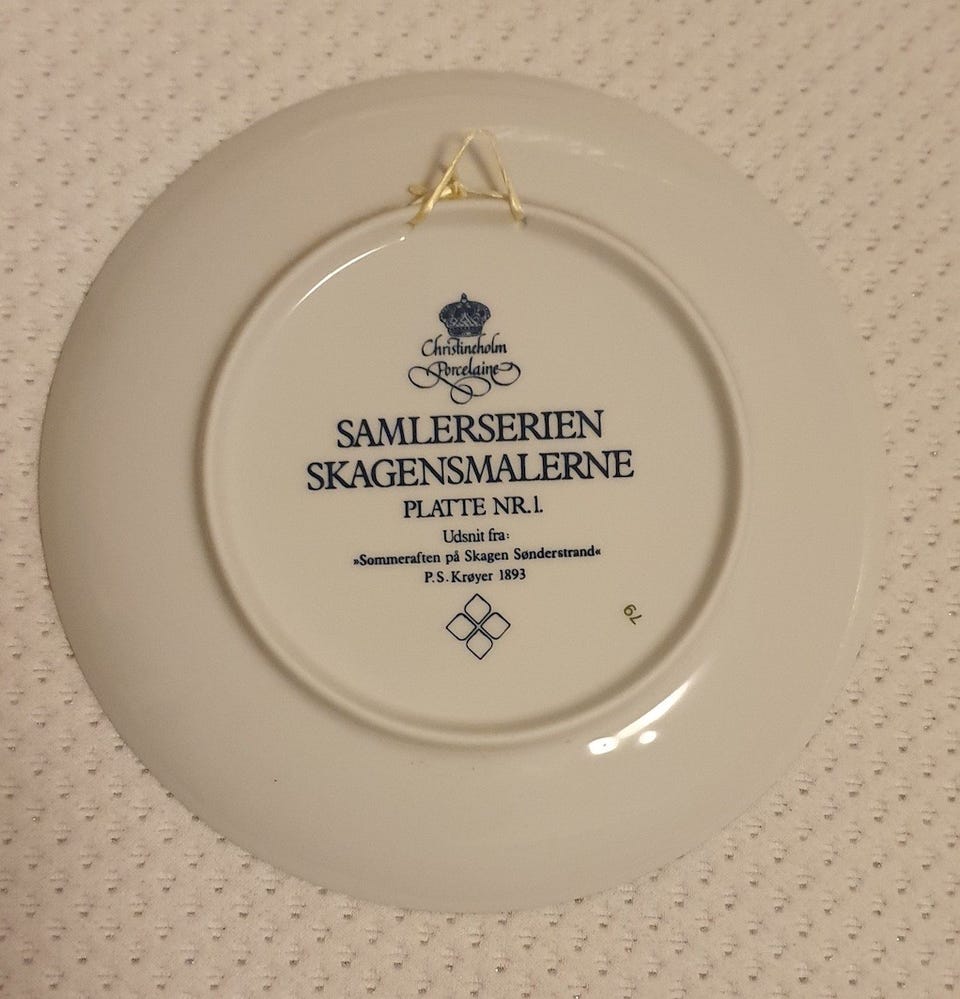 Christineholm
Porcelaine
SAMLERSERIEN
SKAGENSMALERNE
PLATTE NR.1.
Udsnit fra:
»Sommeraften på Skagen Sønderstrand«
P.S. Krøyer 1893
79